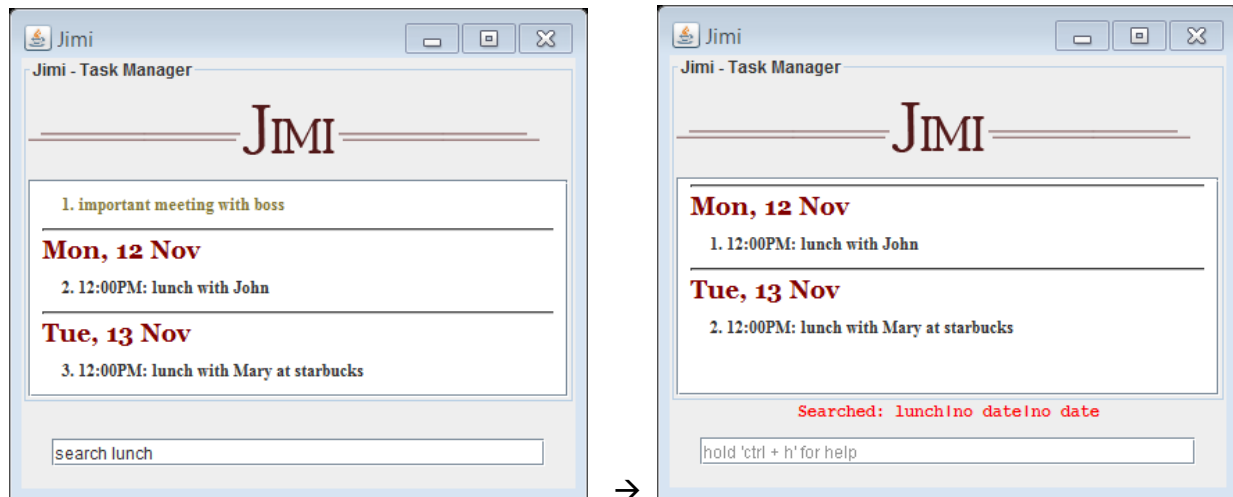 Jimi
Jimi - Task Manager
JIMI
1. important meeting with boss
Mon, 12 Nov
2. 12:00PM: lunch with John
Tue, 13 Nov
3. 12:00PM: lunch with Mary at starbucks
search lunch
→
Jimi
Jimi - Task Manager
JIMI
Mon, 12 Nov
1. 12:00PM: lunch with John
Tue, 13 Nov
2. 12:00PM: lunch with Mary at starbucks
Searched: lunch|no date|no date
hold 'ctrl + h' for help